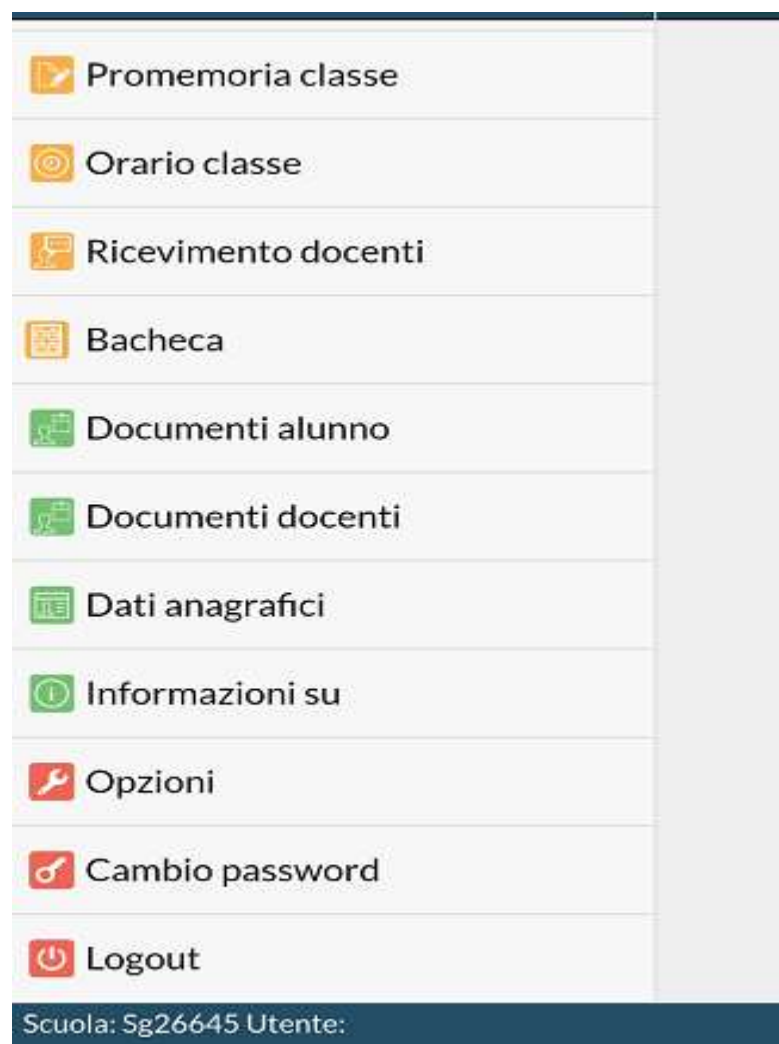 Promemoria classe
Orario classe
Ricevimento docenti
Bacheca
Documenti alunno
Documenti docenti
Dati anagrafici
Informazioni su
Opzioni
Cambio password
Logout
Scuola: Sg26645 Utente: